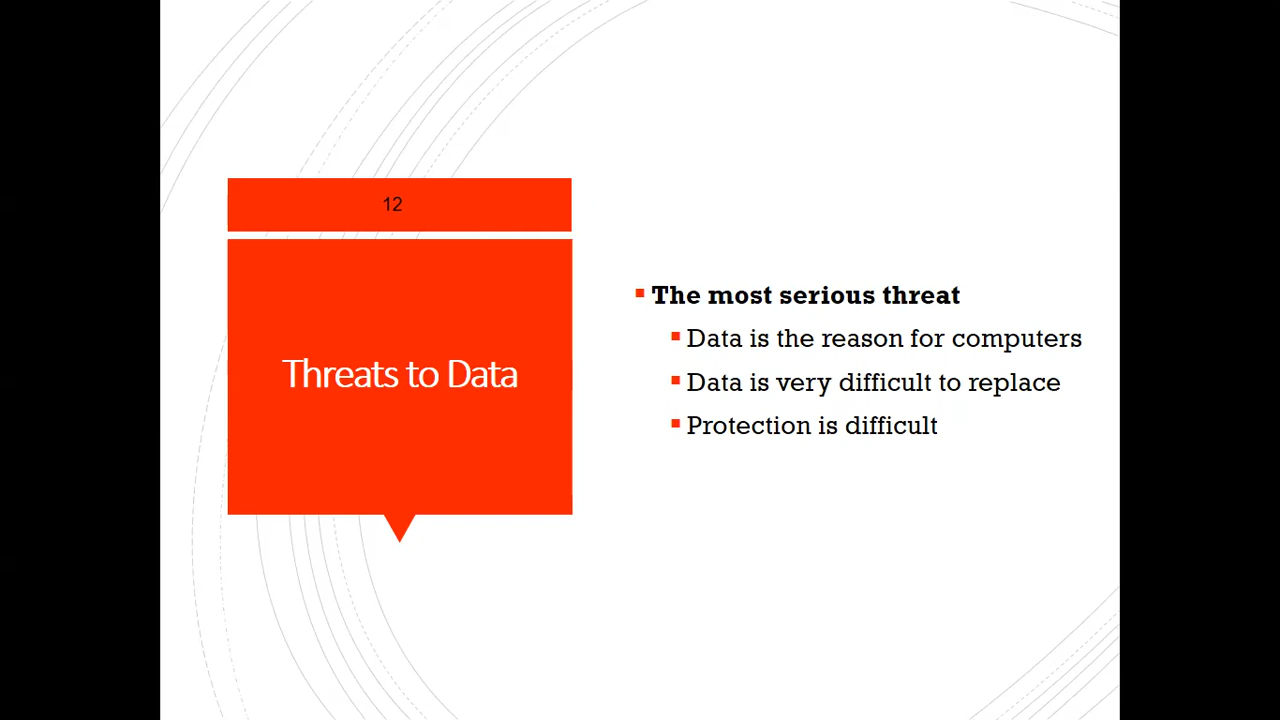 12
Threats to Data
The most serious threat
Data is the reason for computers
Data is very difficult to replace
Protection is difficult